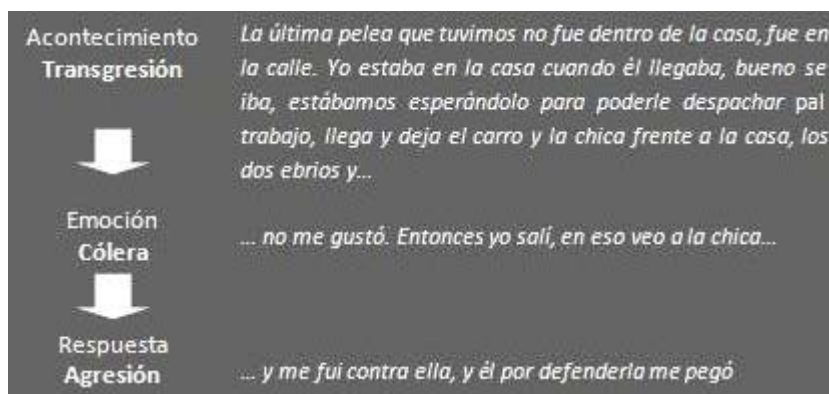 Acontecimiento
Transgresión
La última pelea que tuvimos no fue dentro de la casa, fue en
la calle. Yo estaba en la casa cuando él llegaba, bueno se
iba, estábamos esperándolo para poderle despachar pal
trabajo, llega y deja el carro y la chica frente a la casa, los
dos ebrios y...
Emoción
Cólera
... no me gustó. Entonces yo salí, en eso veo a la chica...
Respuesta
Agresión
... y me fui contra ella, y él por defenderla me pegó